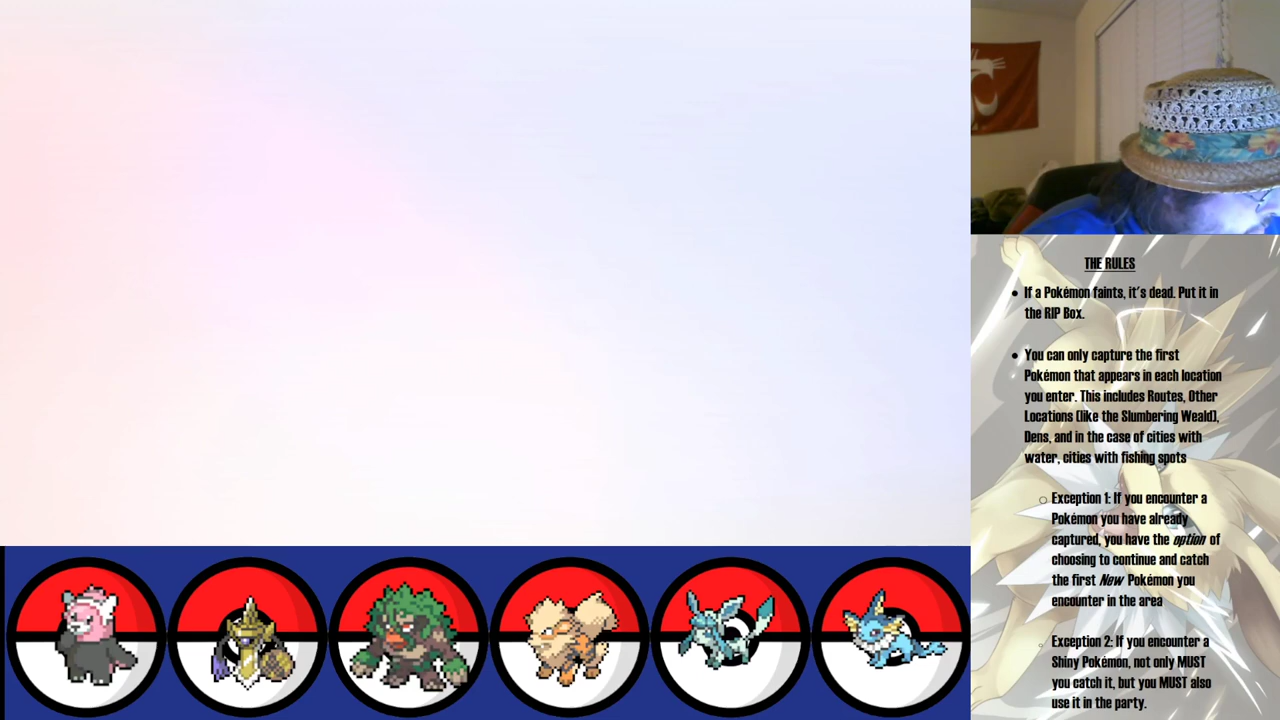 THE RULES
• If a Pokémon faints, it's dead. Put it in
the RIP Box.
• You can only capture the first
Pokémon that appears in each location
you enter. This includes Routes, Other
Locations (like the Slumbering Weald),
Dens, and in the case of cities with
water, cities with fishing spots
○ Exception 1: If you encounter a
Pokémon you have already
captured, you have the option of
choosing to continue and catch
the first New Pokémon you
encounter in the area
○ Exception 2: If you encounter a
Shiny Pokémon, not only MUST
you catch it, but you MUST also
use it in the party.